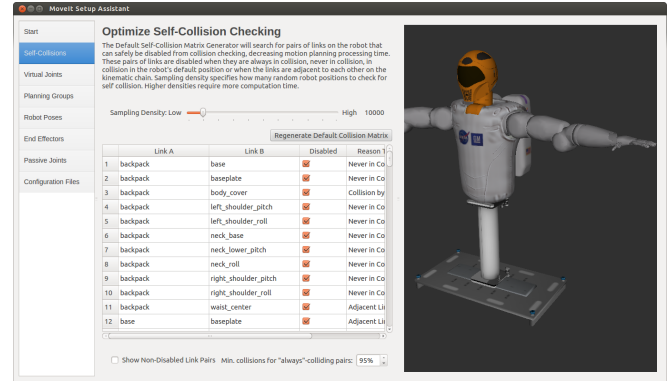 MoveIt Setup Assistant
Start
Self-Collisions
Virtual Joints
Planning Groups
Robot Poses
End Effectors
Passive Joints
Configuration Files
Optimize Self-Collision Checking
The Default Self-Collision Matrix Generator will search for pairs of links on the robot that
can safely be disabled from collision checking, decreasing motion planning processing time.
These pairs of links are disabled when they are always in collision, never in collision, in
collision in the robot's default position or when the links are adjacent to each other on the
kinematic chain. Sampling density specifies how many random robot positions to check for
self collision. Higher densities require more computation time.
Sampling Density: Low High 10000
Regenerate Default Collision Matrix
Link A Link B Disabled Reason
1 backpack base Never in Co
2 backpack baseplate Never in Co
3 backpack body_cover Collision by
4 backpack left_shoulder_pitch Never in Co
5 backpack left_shoulder_roll Never in Co
6 backpack neck_base Never in Co
7 backpack neck_lower_pitch Never in Co
8 backpack neck_roll Never in Co
9 backpack right_shoulder_pitch Never in Co
10 backpack right_shoulder_roll Never in Co
11 backpack waist_center Adjacent Li
12 base baseplate Adjacent Li
Show Non-Disabled Link Pairs Min. collisions for "always"-colliding pairs: 95%
NASA
GM